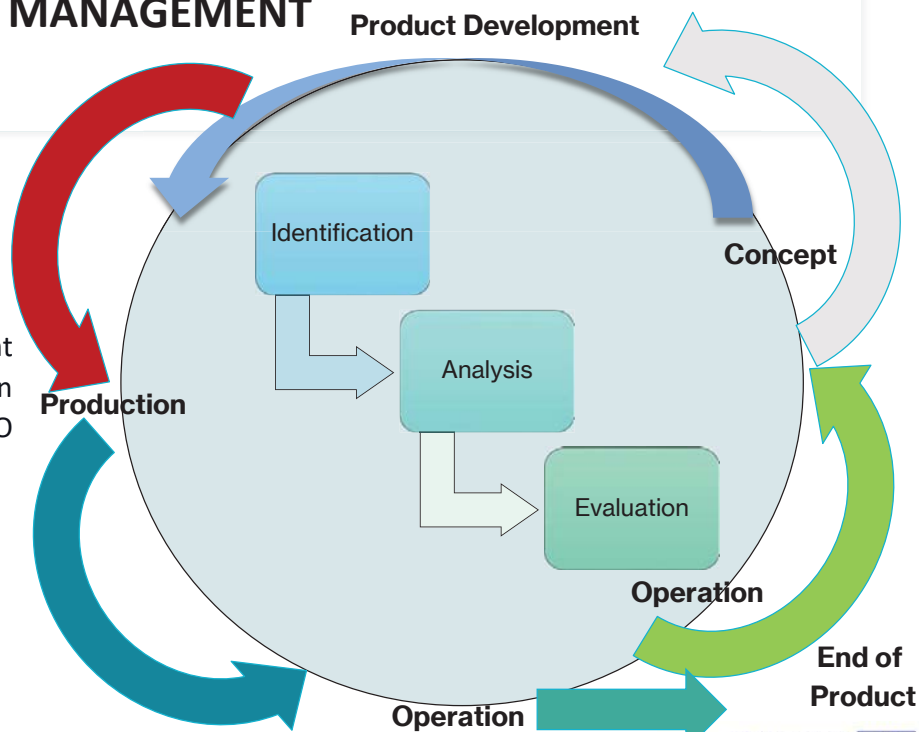 MANAGEMENT
Product Development
Identification
Concept
Analysis
Production
Evaluation
Operation
End of
Product
Operation